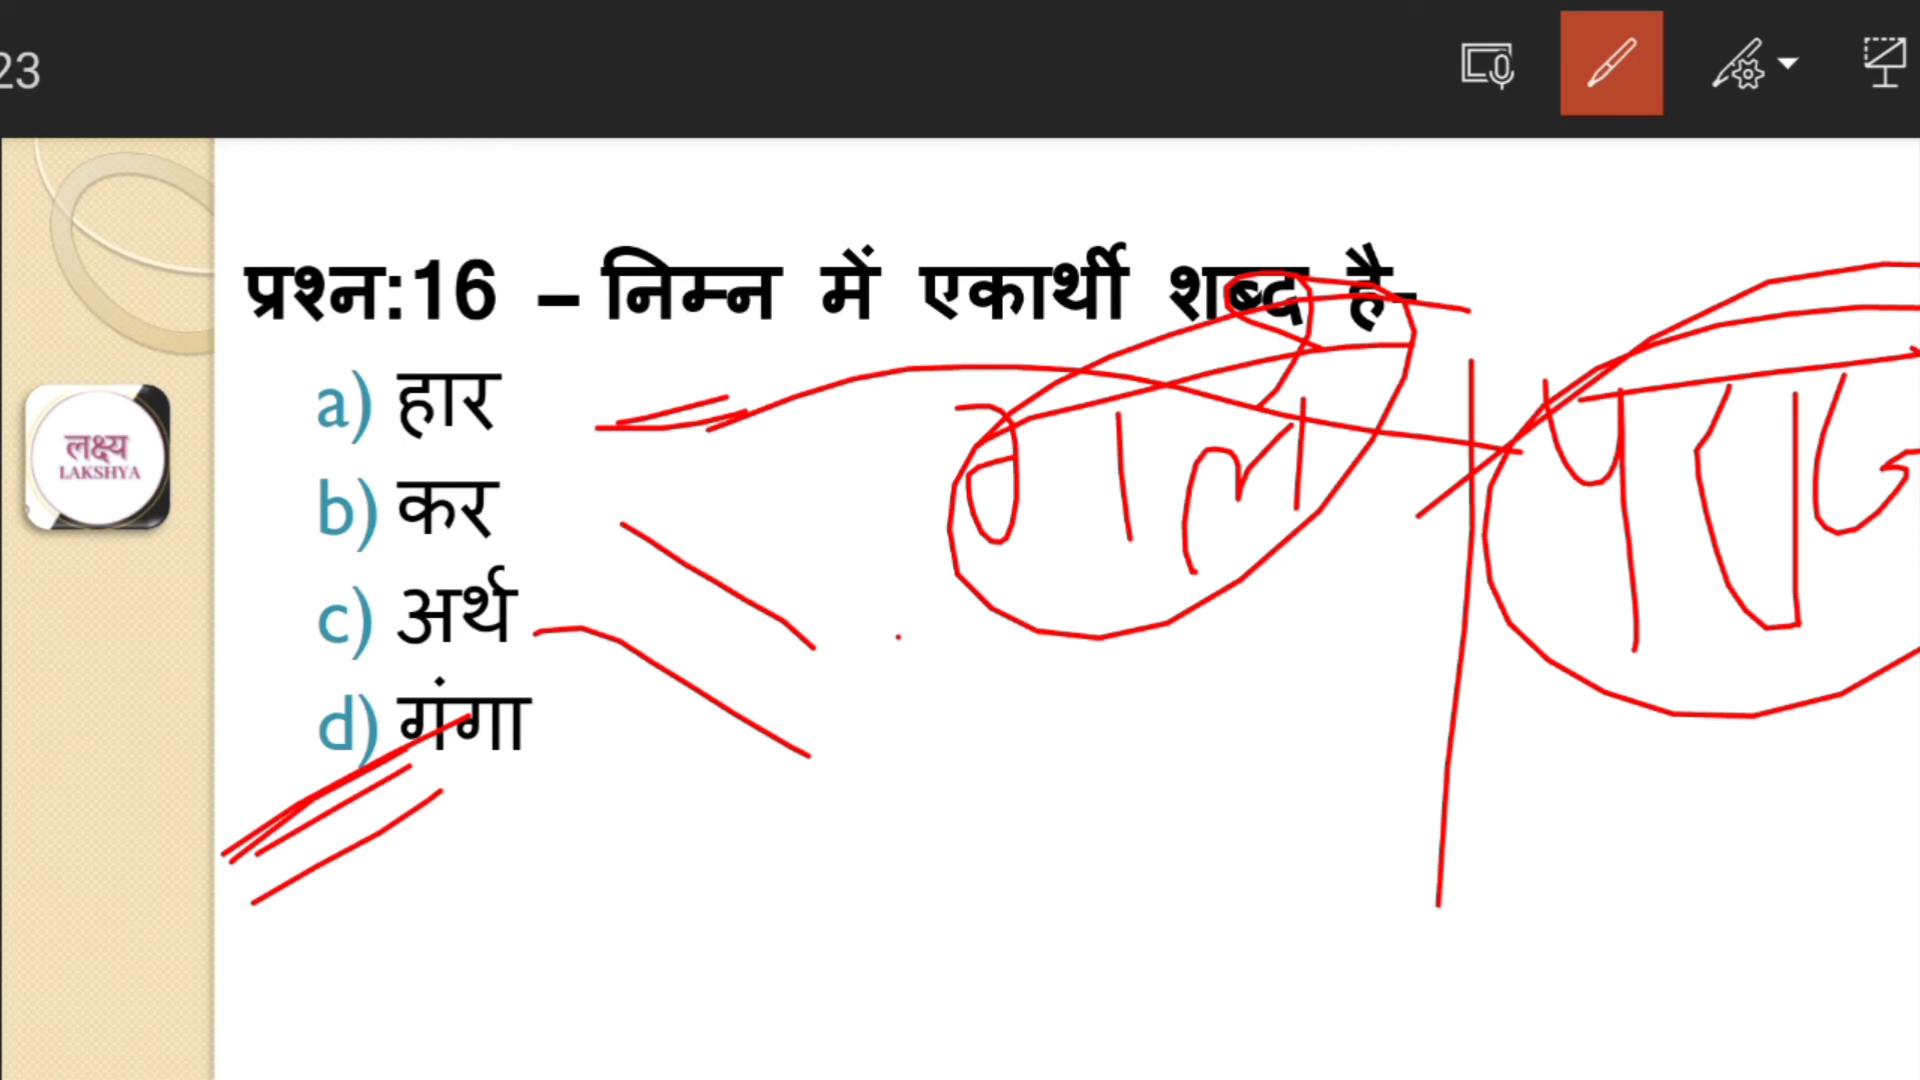 23
प्रश्न:16 – निम्न में एकार्थी शब्द है-
a) हार
b) कर
c) अर्थ
d) गंगा
लक्ष्य
LAKSHYA